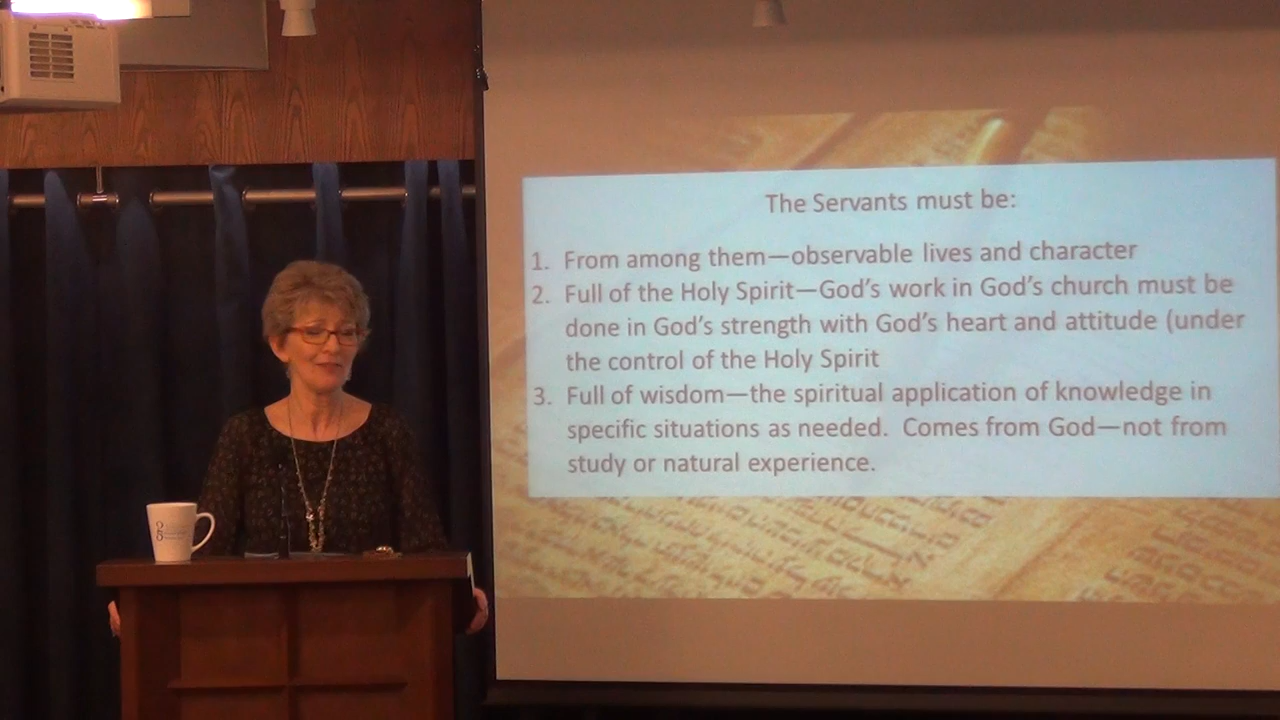 The Servants must be:
1. From among them—observable lives and character
2. Full of the Holy Spirit—God's work in God's church must be
done in God's strength with God's heart and attitude (under
the control of the Holy Spirit
3. Full of wisdom—the spiritual application of knowledge in
specific situations as needed. Comes from God—not from
study or natural experience.